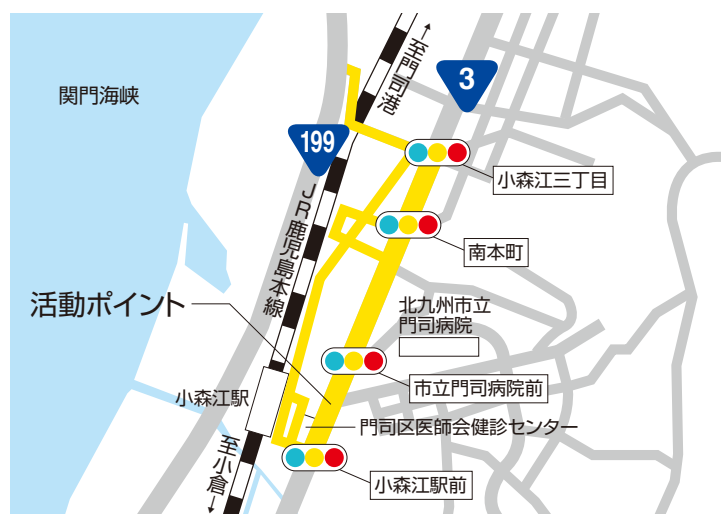 関門海峡
←至門司港
3
199
小森江三丁目
JR鹿児島本線
南本町
活動ポイント
北九州市立
門司病院
市立門司病院前
小森江駅
門司区医師会健診センター
小森江駅前
至小倉→